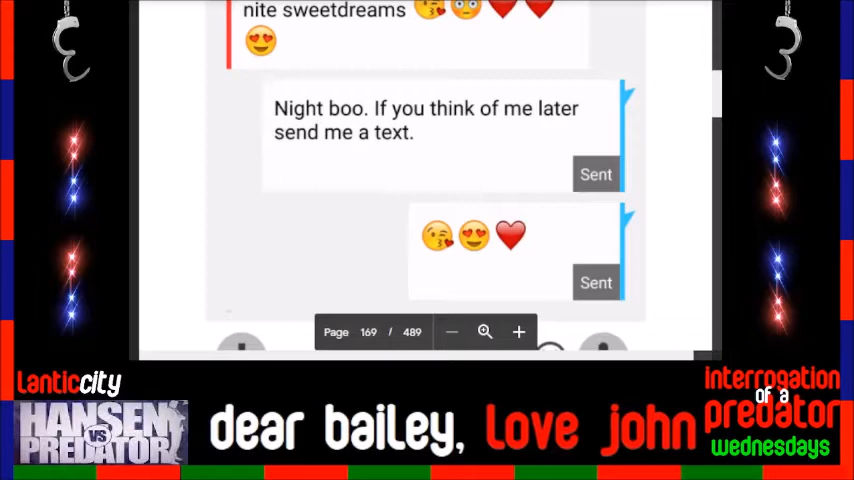 nite sweetdreams 😘😳❤️❤️
😍
Night boo. If you think of me later
send me a text.
Sent
😘😍❤️
Sent
Page 169 / 489
lanticcity
HANSEN
VS
PREDATOR
dear bailey, love john
interrogation
of a
predator
wednesdays